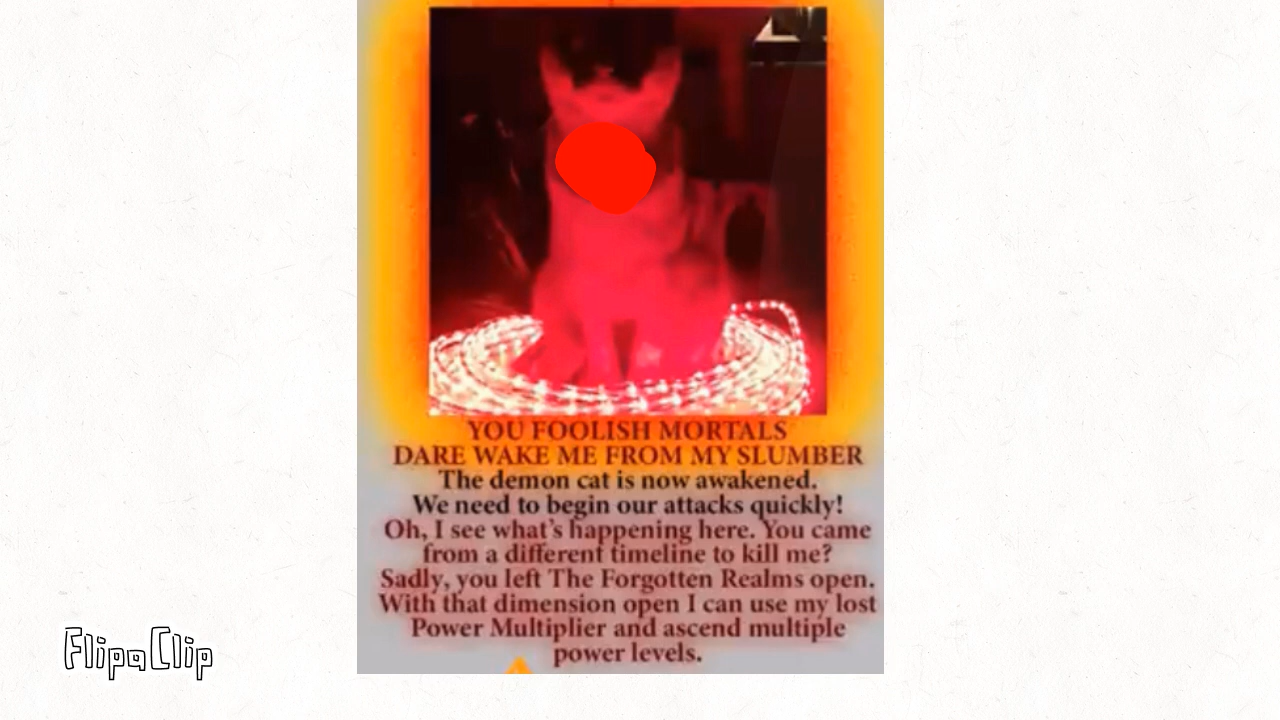 YOU FOOLISH MORTALS
DARE WAKE ME FROM MY SLUMBER
The demon cat is now awakened.
We need to begin our attacks quickly!
Oh, I see what's happening here. You came
from a different timeline to kill me?
Sadly, you left The Forgotten Realms open.
With that dimension open I can use my lost
Power Multiplier and ascend multiple
power levels.
FlipaClip